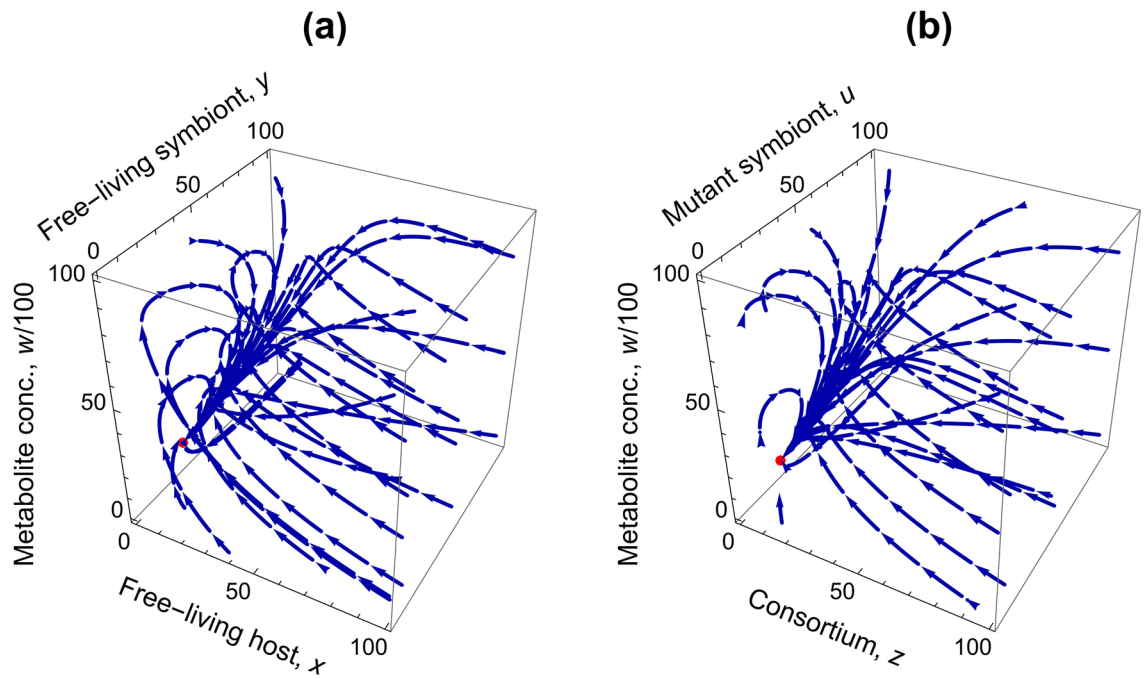 (a)
Free−living symbiont, y
100
50
0
100
50
0
Metabolite conc., w/100
0
50
100
Free−living host, x
(b)
Mutant symbiont, u
100
50
0
100
50
0
Metabolite conc., w/100
0
50
100
Consortium, z